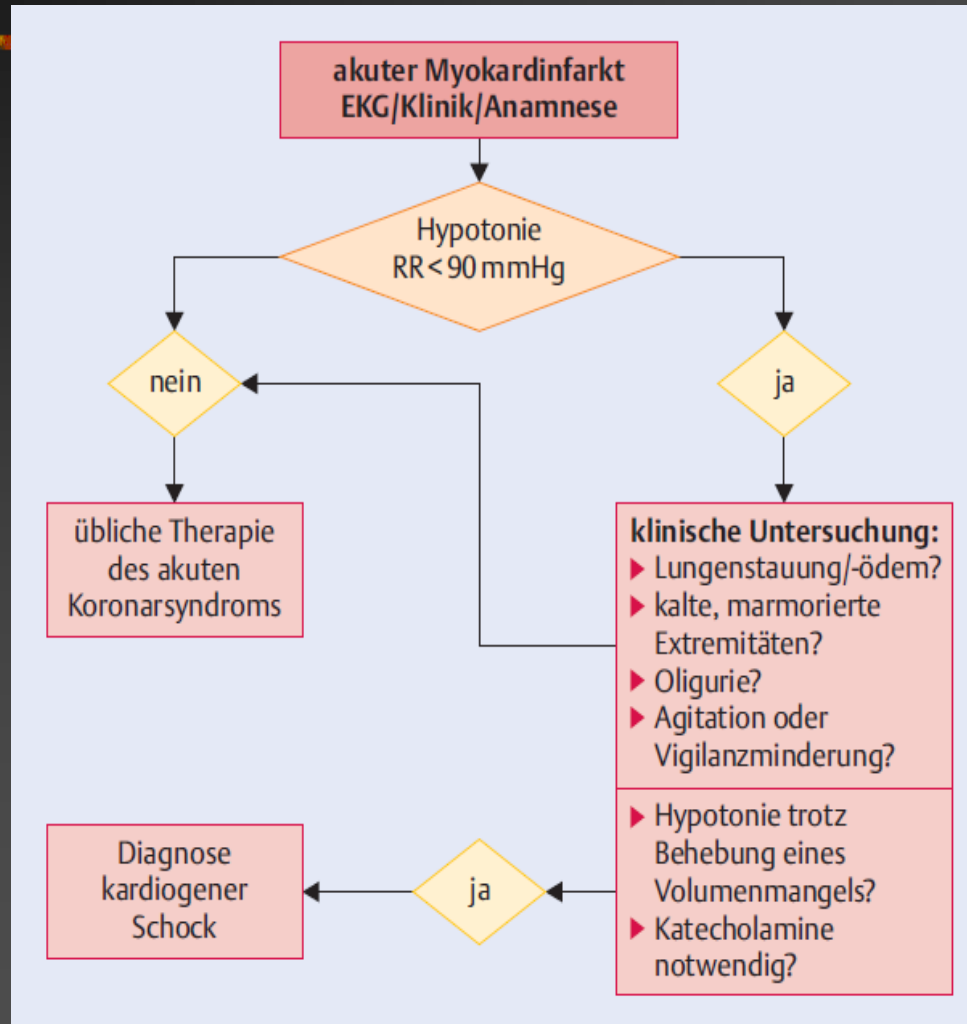 akuter Myokardinfarkt
EKG/Klinik/Anamnese
Hypotonie
RR < 90 mmHg
nein
ja
übliche Therapie
des akuten
Koronarsyndroms
klinische Untersuchung:
Lungenstauung/-ödem?
kalte, marmorierte
Extremitäten?
Oligurie?
Agitation oder
Vigilanzminderung?
Hypotonie trotz
Behebung eines
Volumenmangels?
Katecholamine
notwendig?
ja
Diagnose
kardiogener
Schock